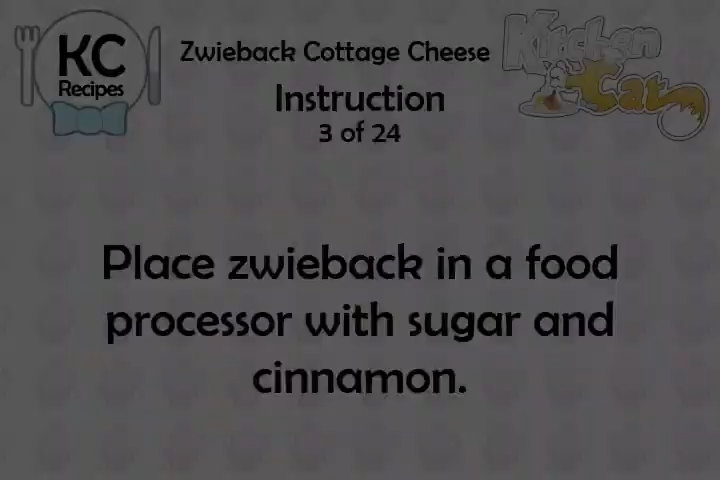 KC
Recipes
Zwieback Cottage Cheese
Kitchen
Cat
Instruction
3 of 24
Place zwieback in a food
processor with sugar and
cinnamon.